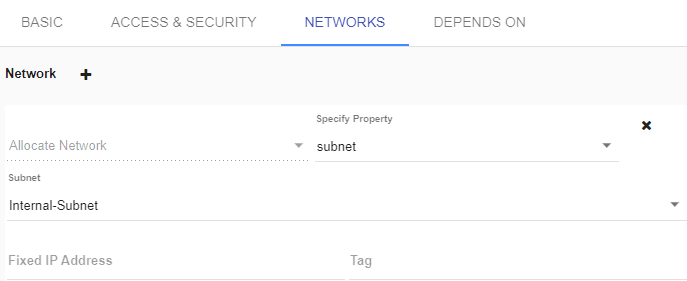 BASIC ACCESS & SECURITY NETWORKS DEPENDS ON
Network +
Specify Property
Allocate Network subnet
Subnet
Internal-Subnet
Fixed IP Address Tag